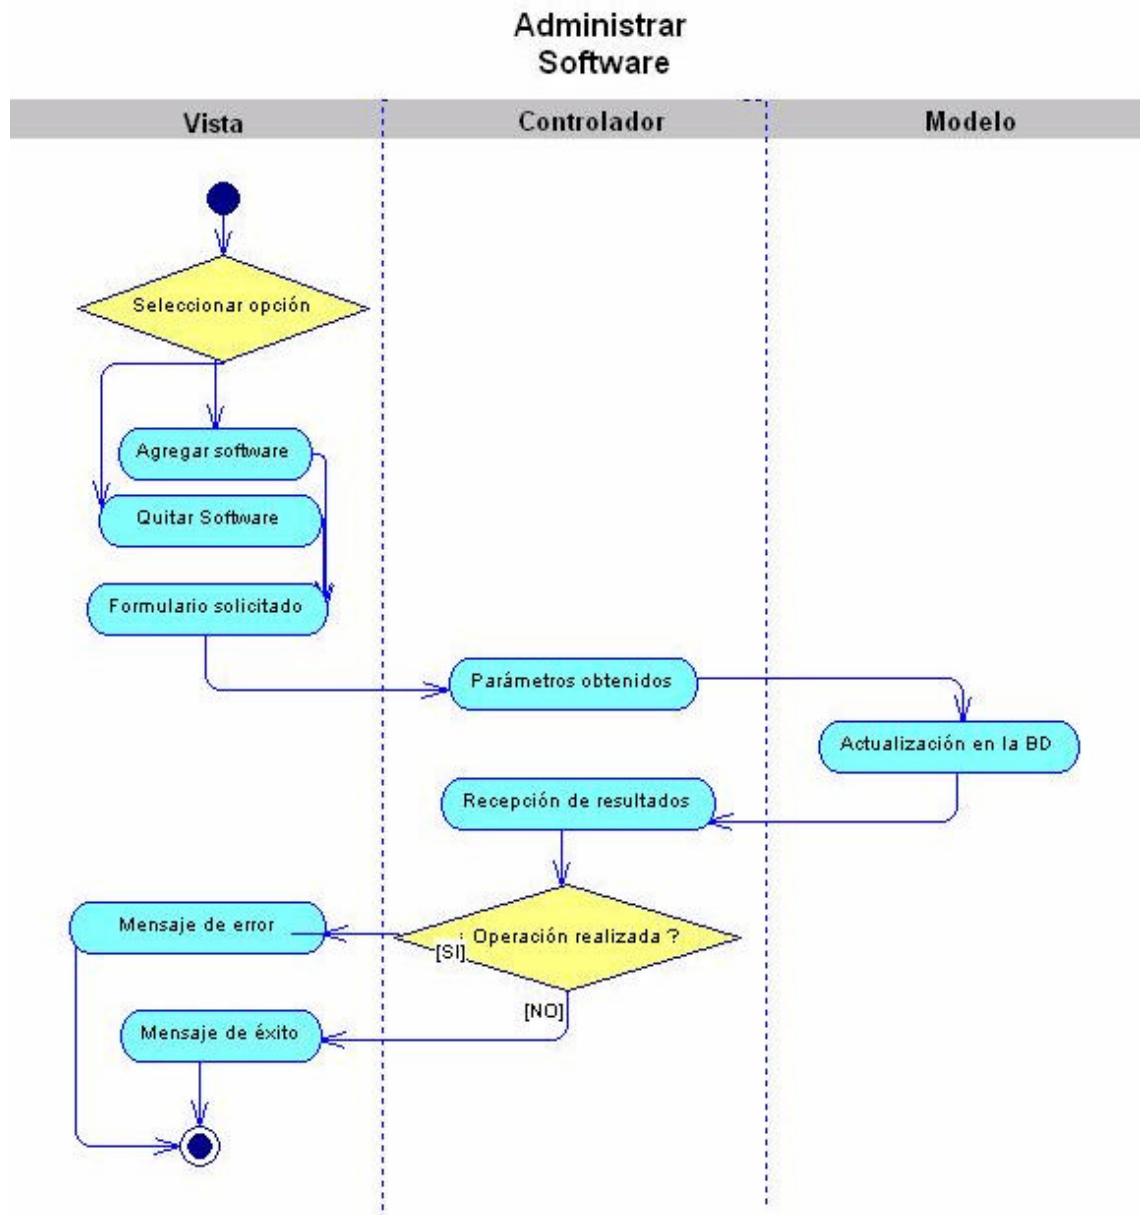 Administrar
Software
Vista
Controlador
Modelo
Seleccionar opción
Agregar software
Quitar Software
Formulario solicitado
Parámetros obtenidos
Actualización en la BD
Recepción de resultados
Mensaje de error
Operación realizada ?
[SI]
[NO]
Mensaje de éxito